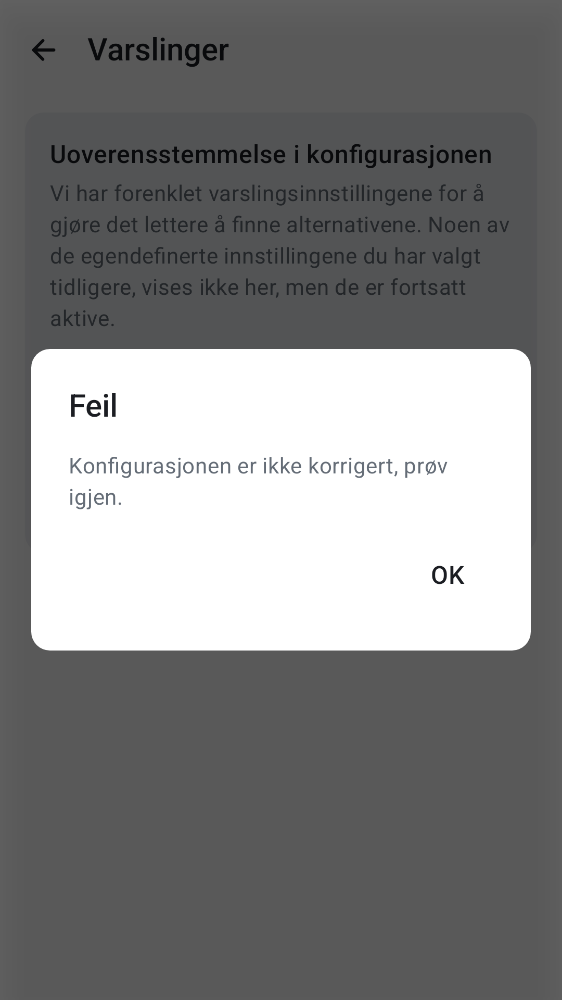 Varslinger
Uoverensstemmelse i konfigurasjonen
Vi har forenklet varslingsinnstillingene for å
gjøre det lettere å finne alternativene. Noen av
de egendefinerte innstillingene du har valgt
tidligere, vises ikke her, men de er fortsatt
aktive.
Feil
Konfigurasjonen er ikke korrigert, prøv
igjen.
OK